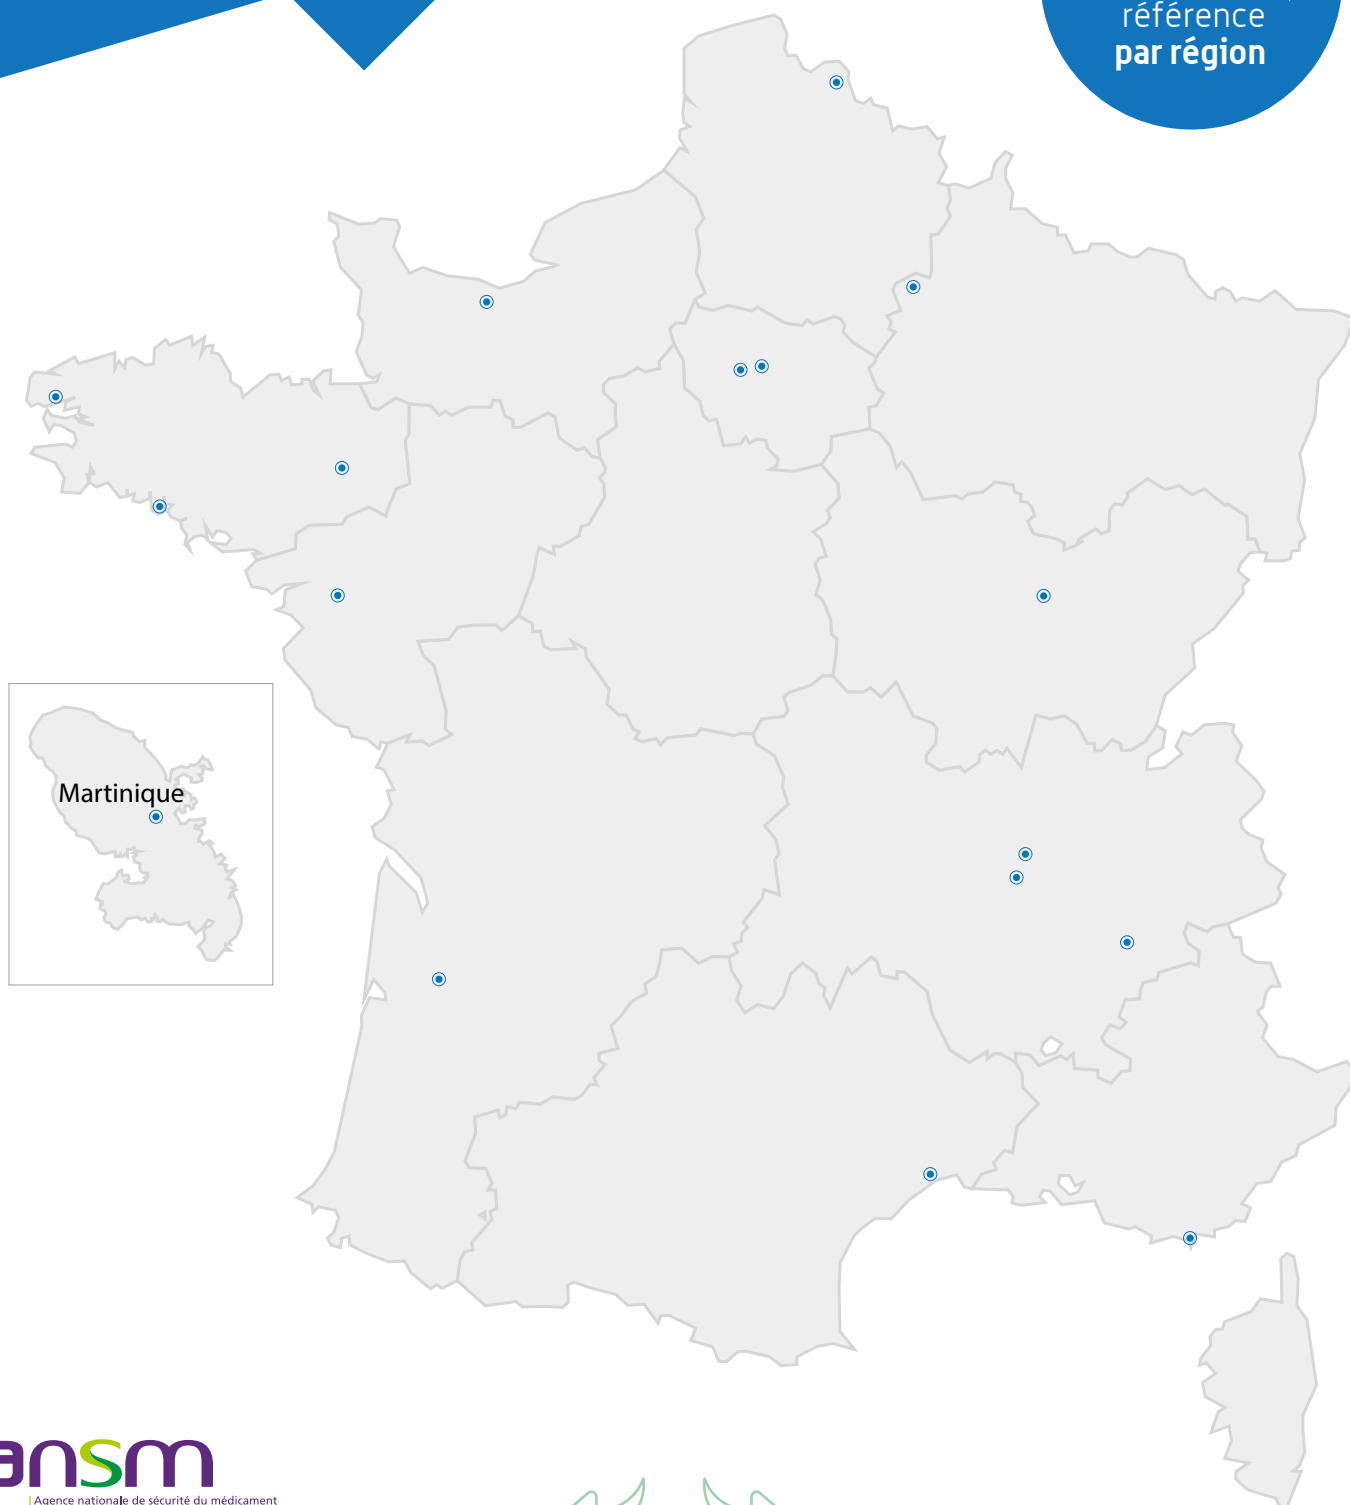 référence
par région
Martinique
ansm
Agence nationale de sécurité du médicament